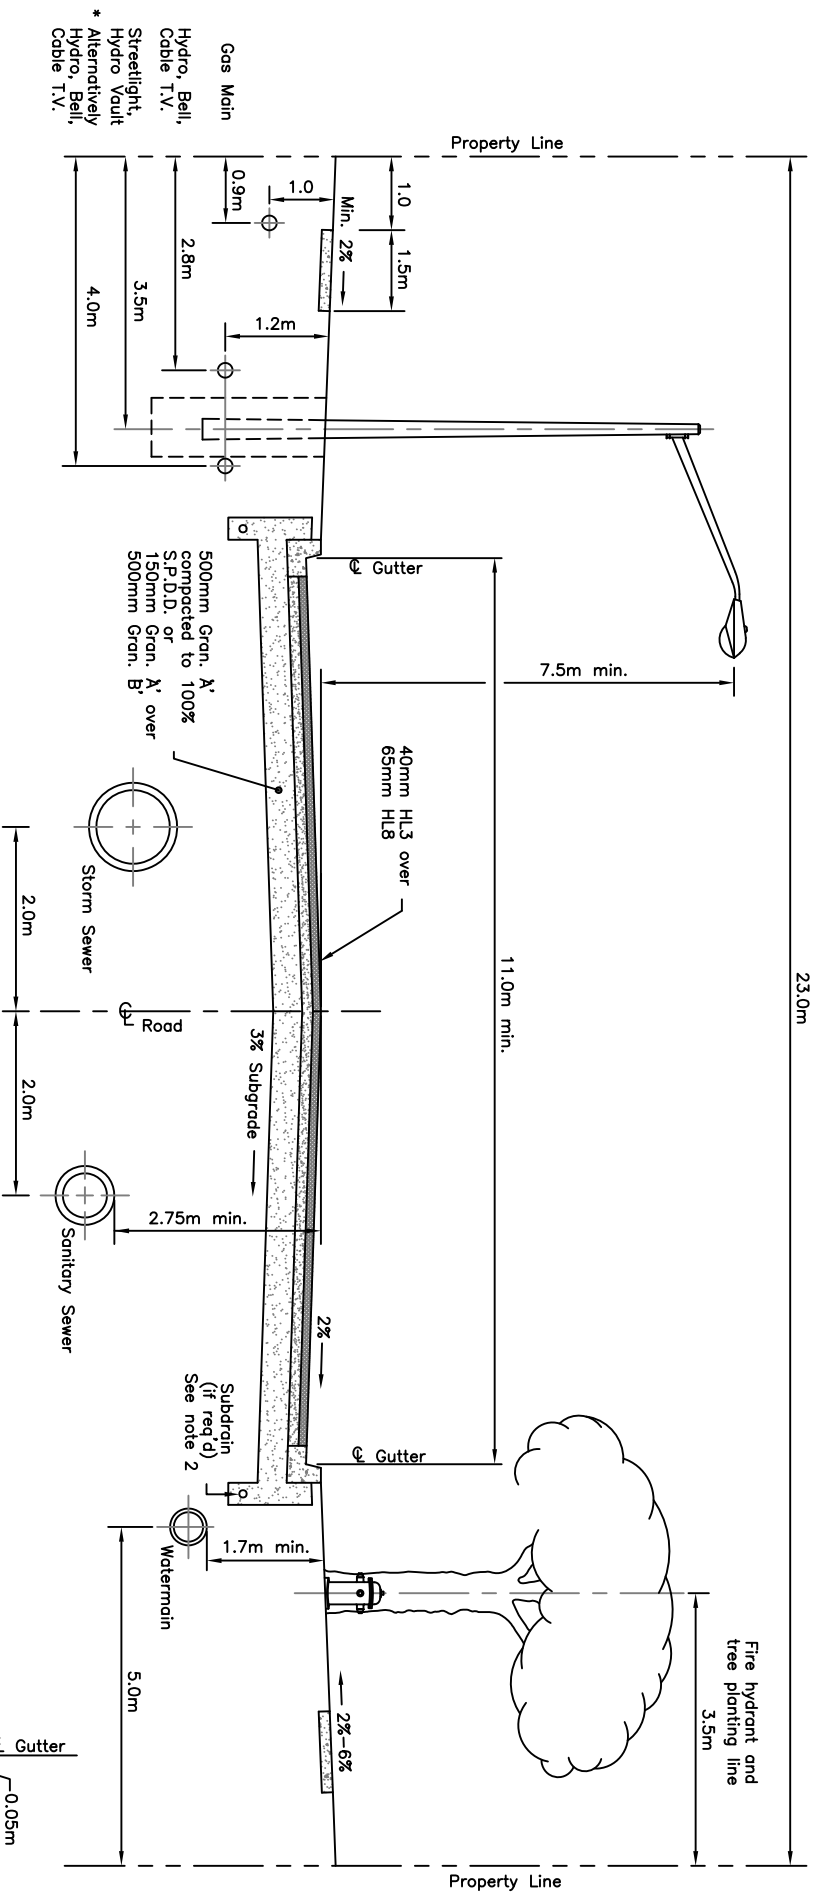 23.0m
Property Line
Property Line
Fire hydrant and
tree planting line
3.5m
7.5m min.
11.0m min.
1.0
1.5m
Min. 2%
1.0
0.9m
1.2m
2.8m
3.5m
4.0m
Gas Main
Hydro, Bell,
Cable T.V.
Streetlight,
Hydro Vault
* Alternatively
Hydro, Bell,
Cable T.V.
℄ Gutter
40mm HL3 over
65mm HL8
500mm Gran. 'A'
compacted to 100%
S.P.D.D. or
150mm Gran. 'A' over
500mm Gran. 'B'
Storm Sewer
2.0m
℄ Road
3% Subgrade
2.0m
Sanitary Sewer
2.75m min.
2%
℄ Gutter
Subdrain
(if req'd)
See note 2
1.7m min.
Watermain
5.0m
2%-6%
Gutter
0.05m